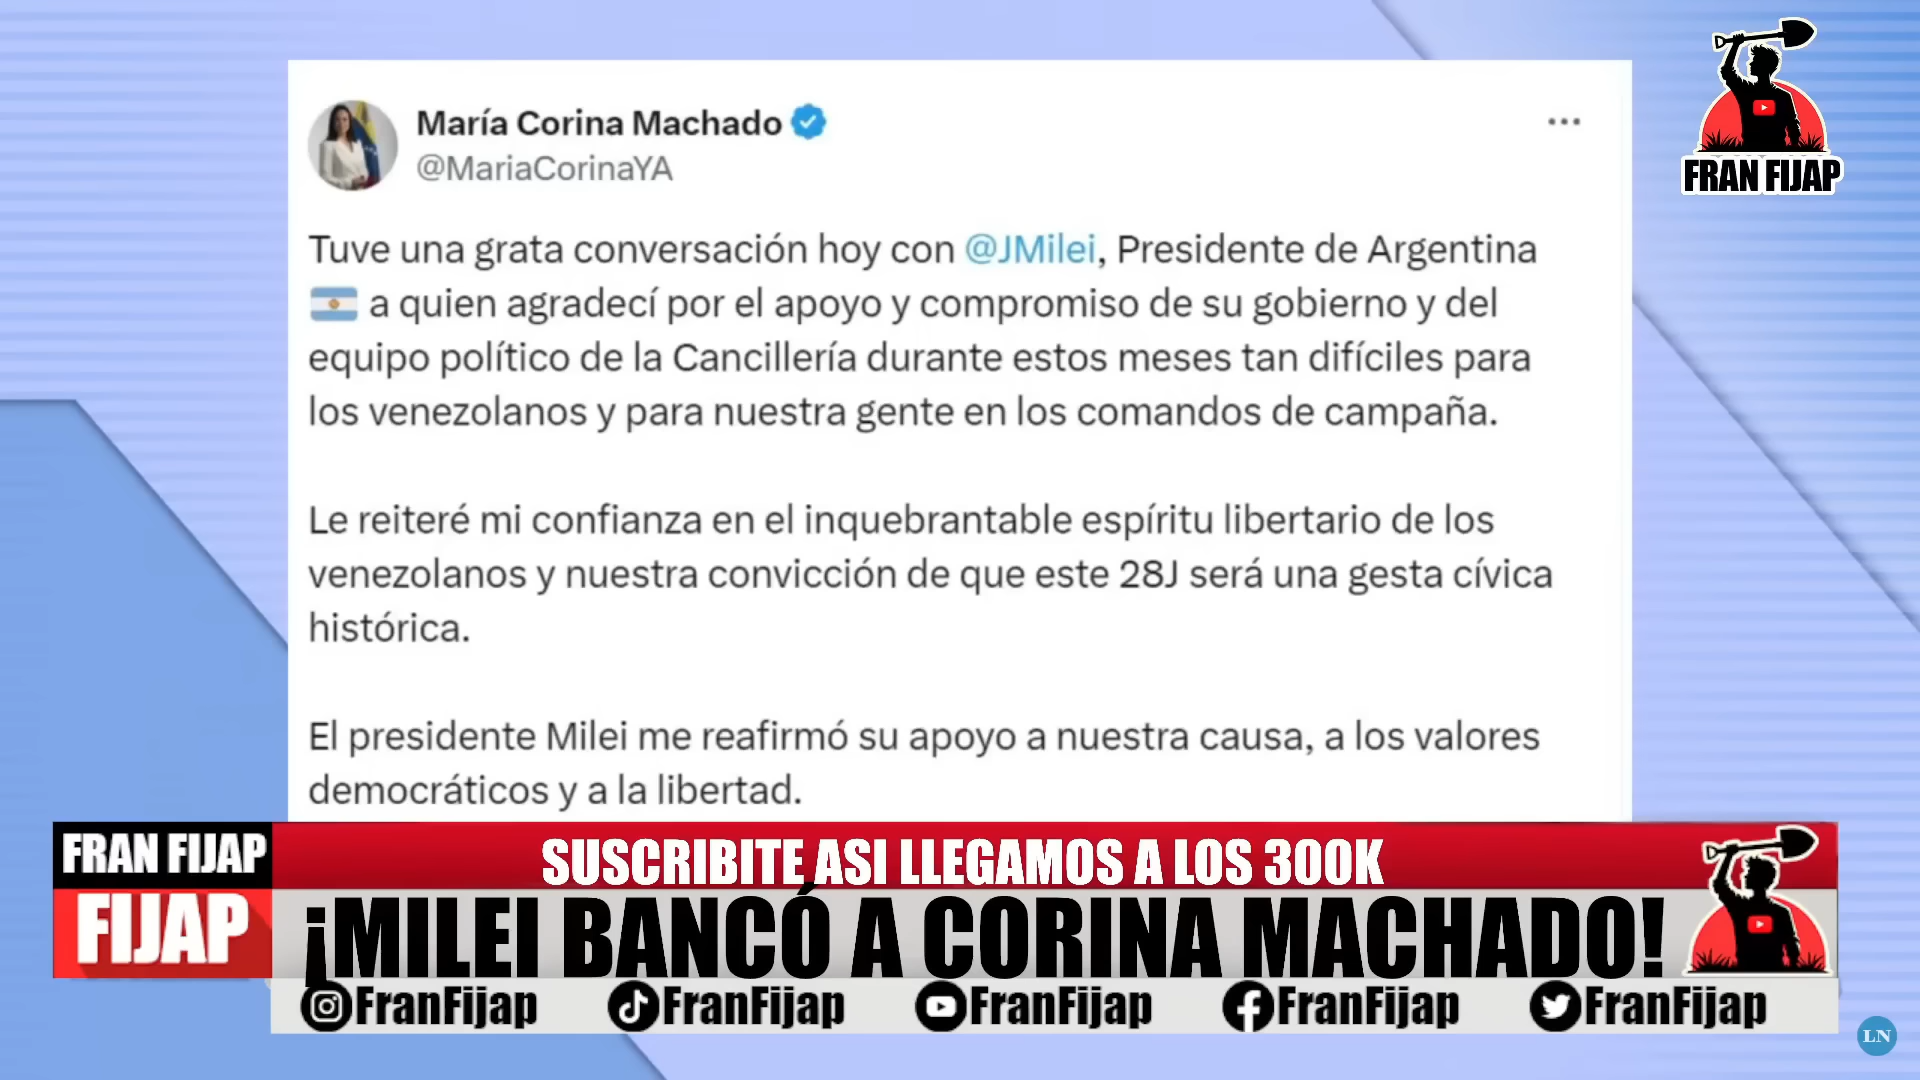 María Corina Machado
@MariaCorinaYA
Tuve una grata conversación hoy con @JMilei, Presidente de Argentina
a quien agradecí por el apoyo y compromiso de su gobierno y del
equipo político de la Cancillería durante estos meses tan difíciles para
los venezolanos y para nuestra gente en los comandos de campaña.
Le reiteré mi confianza en el inquebrantable espíritu libertario de los
venezolanos y nuestra convicción de que este 28J será una gesta cívica
histórica.
El presidente Milei me reafirmó su apoyo a nuestra causa, a los valores
democráticos y a la libertad.
FRAN FIJAP
FRAN FIJAP
SUSCRIBITE ASI LLEGAMOS A LOS 300K
FIJAP
¡MILEI BANCÓ A CORINA MACHADO!
FranFijap FranFijap FranFijap FranFijap FranFijap
LN